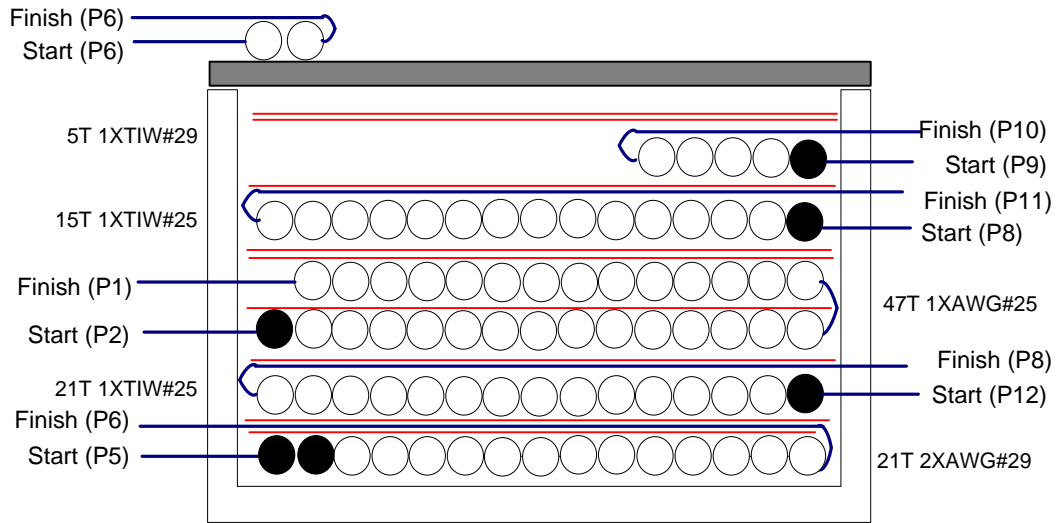 Finish (P6)
Start (P6)
5T 1XTIW#29
Finish (P10)
Start (P9)
15T 1XTIW#25
Finish (P11)
Start (P8)
Finish (P1)
47T 1XAWG#25
Start (P2)
21T 1XTIW#25
Finish (P8)
Start (P12)
Finish (P6)
Start (P5)
21T 2XAWG#29